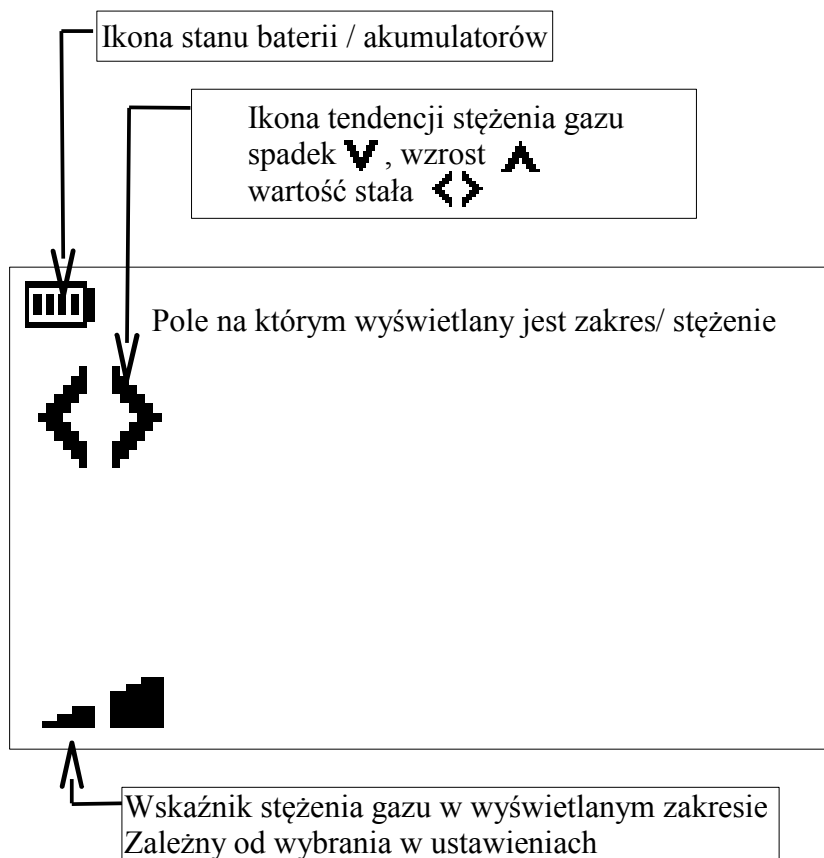 Ikona stanu baterii / akumulatorów
Ikona tendencji stężenia gazu
spadek , wzrost
wartość stała
Pole na którym wyświetlany jest zakres/ stężenie
Wskaźnik stężenia gazu w wyświetlanym zakresie
Zależny od wybrania w ustawieniach